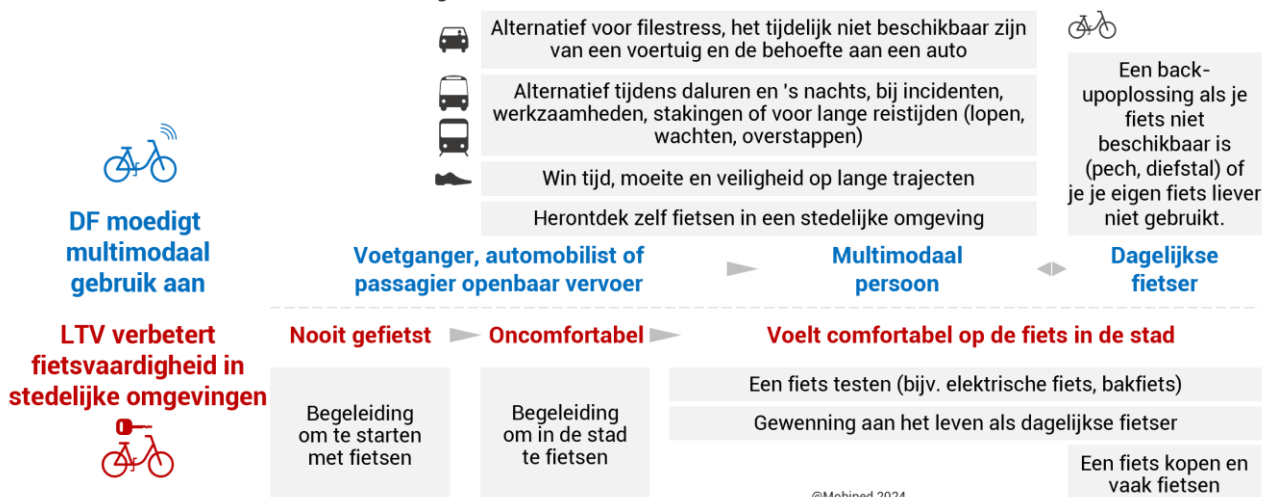 Alternatief voor filestress, het tijdelijk niet beschikbaar zijn
van een voertuig en de behoefte aan een auto
Alternatief tijdens daluren en 's nachts, bij incidenten,
werkzaamheden, stakingen of voor lange reistijden (lopen,
wachten, overstappen)
Win tijd, moeite en veiligheid op lange trajecten
Herontdek zelf fietsen in een stedelijke omgeving
Een back-
upoplossing als je
fiets niet
beschikbaar is
(pech, diefstal) of
je je eigen fiets liever
niet gebruikt.
DF moedigt
multimodaal
gebruik aan
Voetganger, automobilist of
passagier openbaar vervoer
Multimodaal
persoon
Dagelijkse
fietser
LTV verbetert
fietsvaardigheid in
stedelijke omgevingen
Nooit gefietst
Oncomfortabel
Voelt comfortabel op de fiets in de stad
Begeleiding
om te starten
met fietsen
Begeleiding
om in de stad
te fietsen
Een fiets testen (bijv. elektrische fiets, bakfiets)
Gewenning aan het leven als dagelijkse fietser
Een fiets kopen en
vaak fietsen